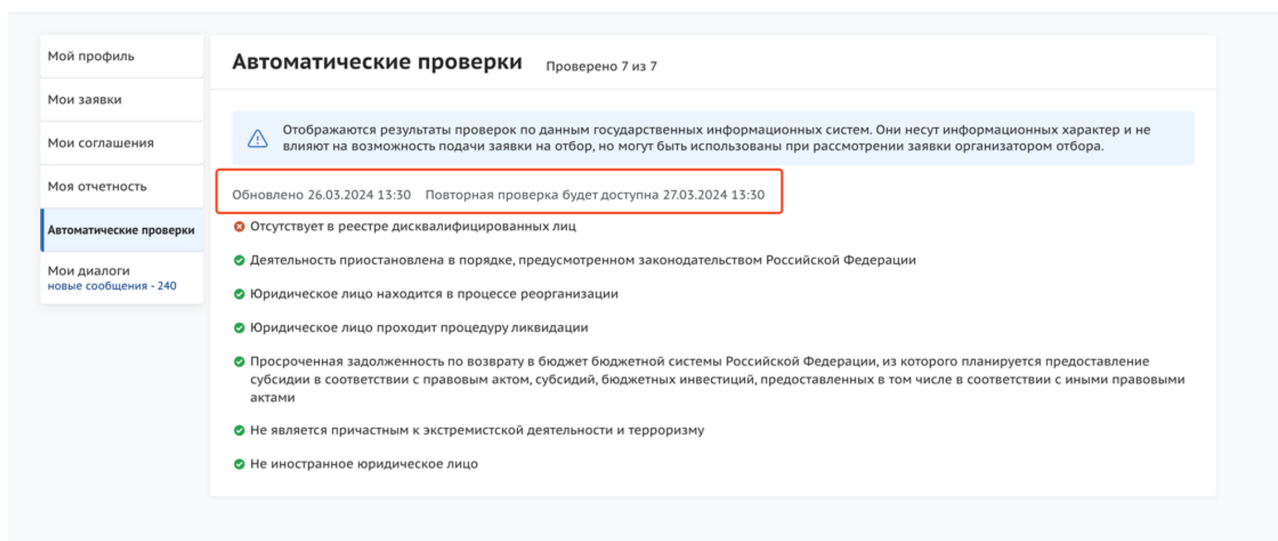 Мой профиль
Мои заявки
Мои соглашения
Моя отчетность
Автоматические проверки
Мои диалоги
новые сообщения - 240
Автоматические проверки Проверено 7 из 7
Отображаются результаты проверок по данным государственных информационных систем. Они несут информационных характер и не
влияют на возможность подачи заявки на отбор, но могут быть использованы при рассмотрении заявки организатором отбора.
Обновлено 26.03.2024 13:30 Повторная проверка будет доступна 27.03.2024 13:30
Отсутствует в реестре дисквалифицированных лиц
Деятельность приостановлена в порядке, предусмотренном законодательством Российской Федерации
Юридическое лицо находится в процессе реорганизации
Юридическое лицо проходит процедуру ликвидации
Просроченная задолженность по возврату в бюджет бюджетной системы Российской Федерации, из которого планируется предоставление
субсидии в соответствии с правовым актом, субсидий, бюджетных инвестиций, предоставленных в том числе в соответствии с иными правовыми
актами
Не является причастным к экстремистской деятельности и терроризму
Не иностранное юридическое лицо